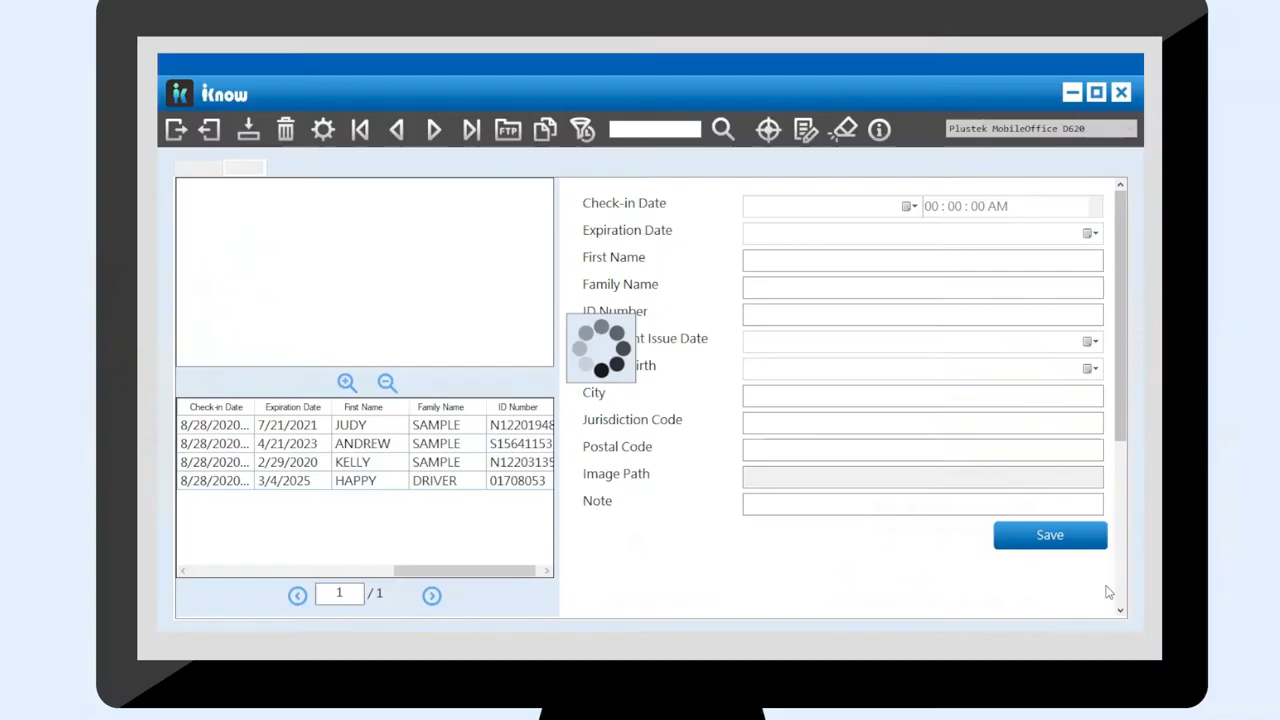 iKnow
FTP
Plustek MobileOffice D620
Check-in Date 00 : 00 : 00 AM
Expiration Date
First Name
Family Name
ID Number
Issue Date
City
Jurisdiction Code
Postal Code
Image Path
Note
Save
Check-in Date Expiration Date First Name Family Name ID Number
8/28/2020... 7/21/2021 JUDY SAMPLE N12201948
8/28/2020... 4/21/2023 ANDREW SAMPLE S15641153
8/28/2020... 2/29/2020 KELLY SAMPLE N12203135
8/28/2020... 3/4/2025 HAPPY DRIVER 01708053
1 / 1